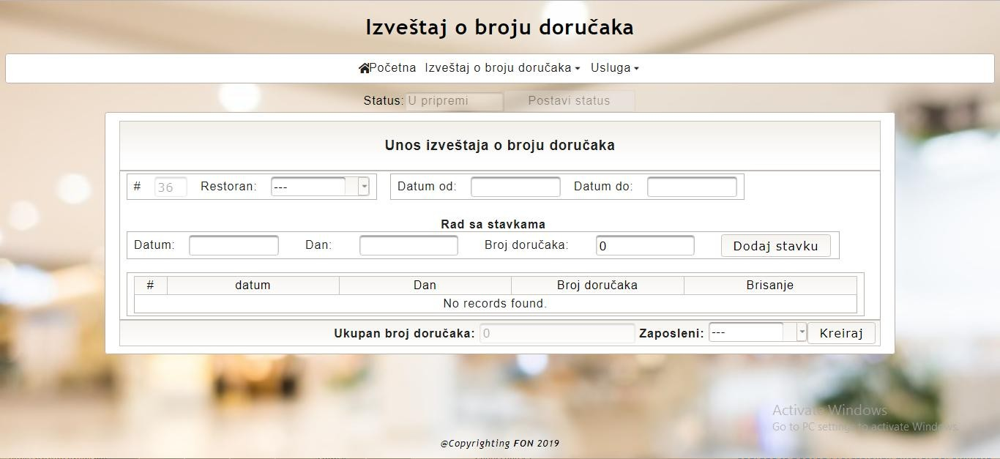 Izveštaj o broju doručaka
Početna Izveštaj o broju doručaka Usluga
Status: U pripremi Postavi status
Unos izveštaja o broju doručaka
# 36 Restoran: --- Datum od: Datum do:
Rad sa stavkama
Datum: Dan: Broj doručaka: 0 Dodaj stavku
# datum Dan Broj doručaka Brisanje
No records found.
Ukupan broj doručaka: 0 Zaposleni: --- Kreiraj
Activate Windows
Go to PC settings to activate Windows.
@Copyrighting FON 2019